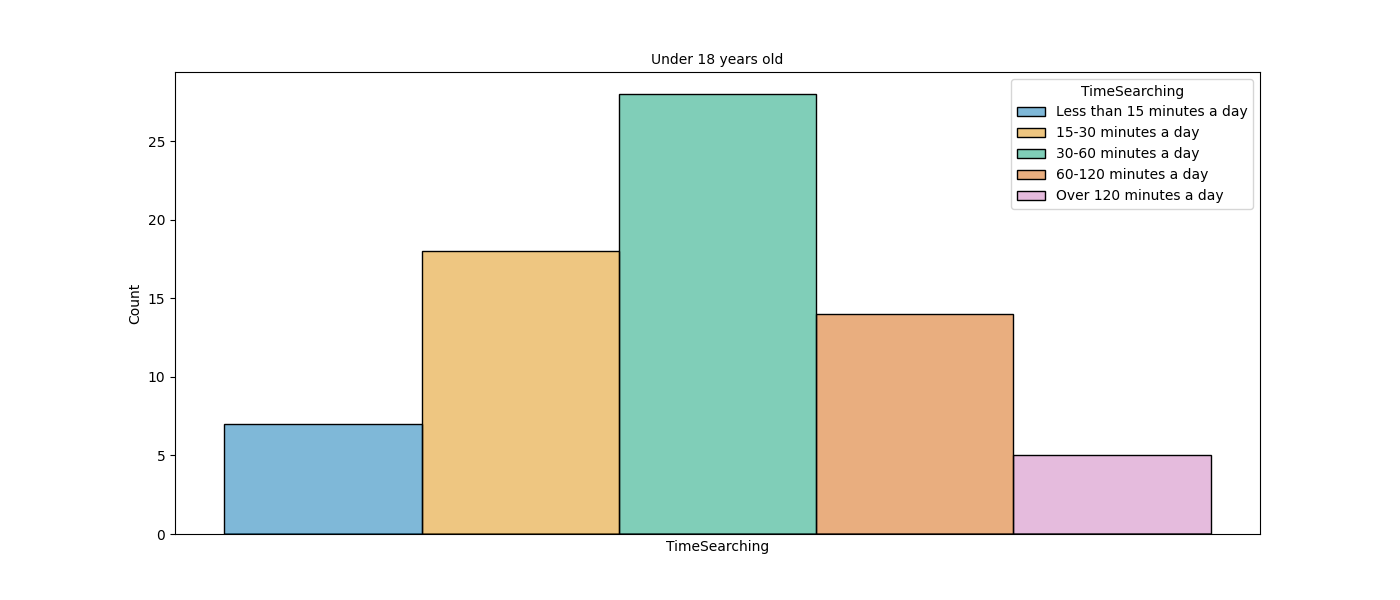 Under 18 years old
TimeSearching
Less than 15 minutes a day
15-30 minutes a day
30-60 minutes a day
60-120 minutes a day
Over 120 minutes a day
25
20
15
10
5
0
Count
TimeSearching